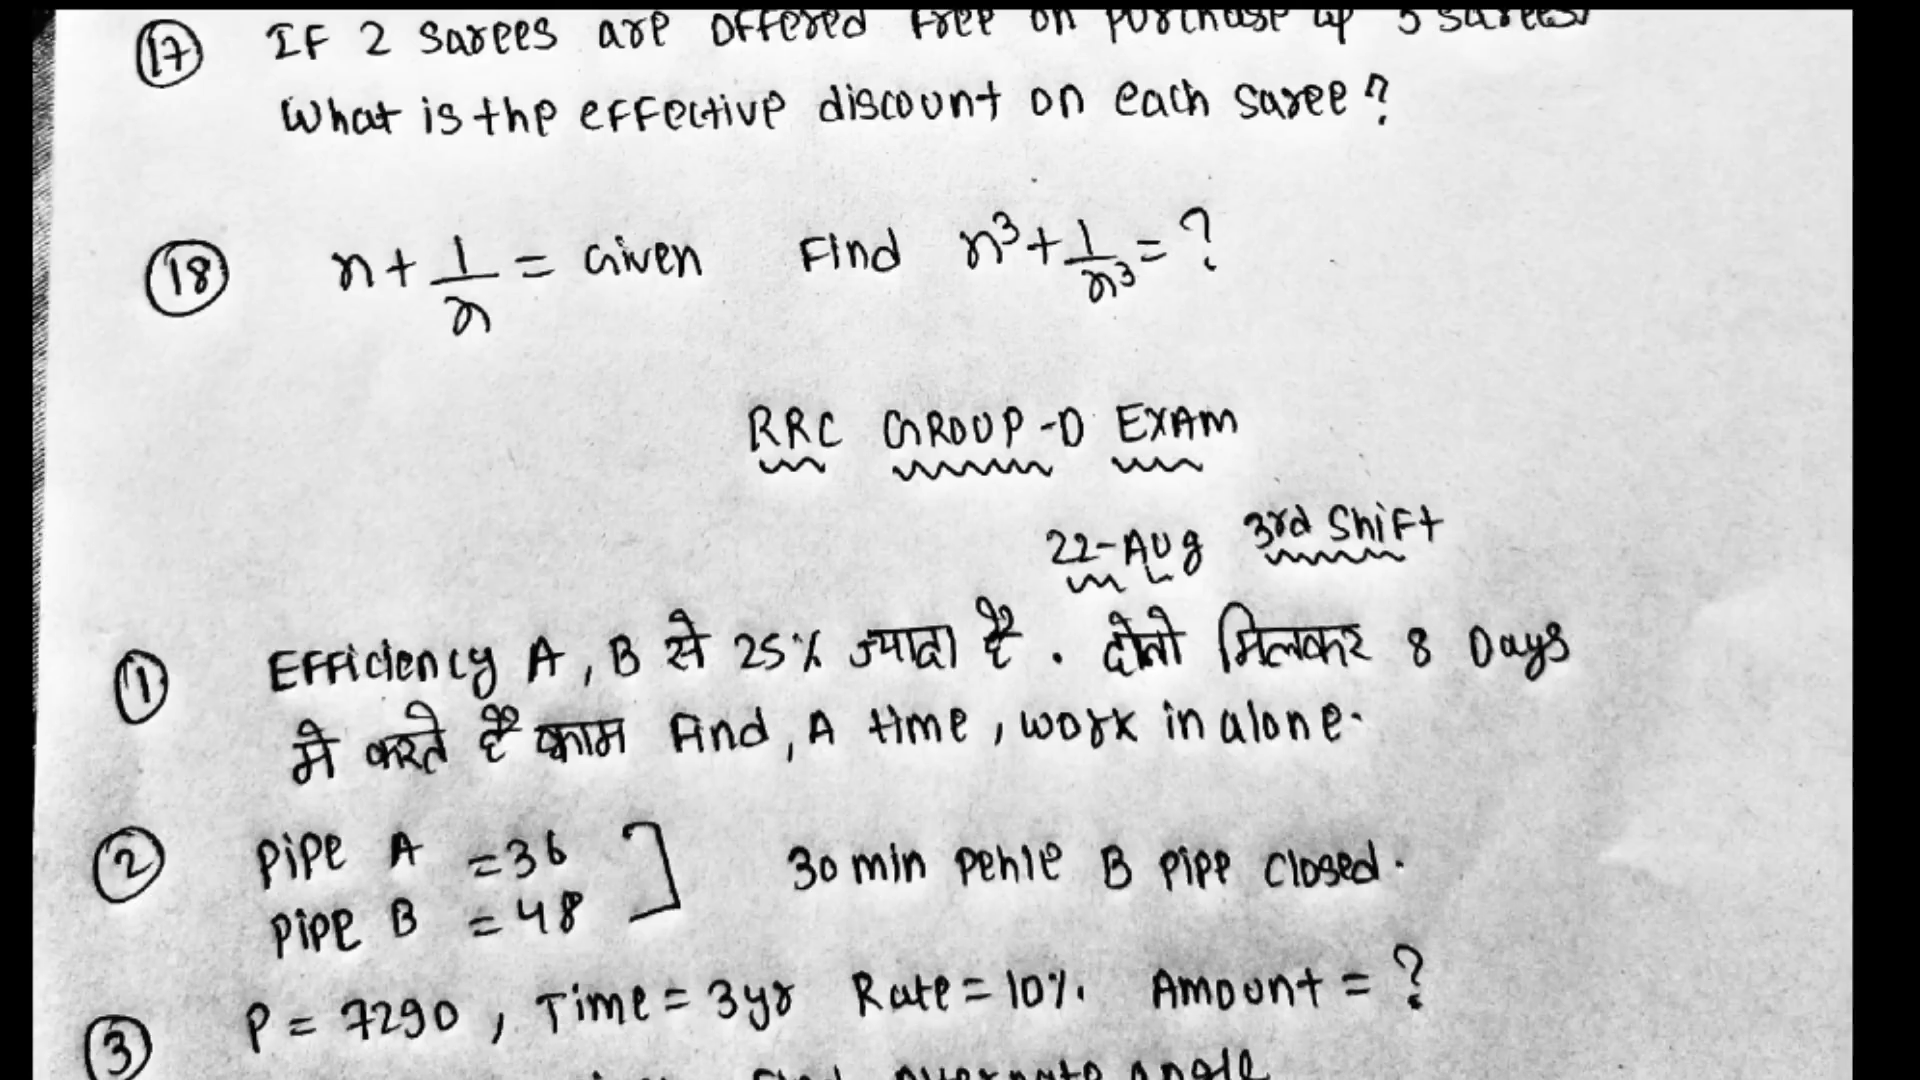 (17) IF 2 sarees are offered free on purchase of 5 sarees.
What is the effective discount on each saree?
(18) x + 1/x = Given Find x³ + 1/x³ = ?
RRC GROUP-D EXAM
22-Aug 3rd Shift
(1) Efficiency A, B से 25% ज्यादा है. दोनो मिलकर 8 Days
मे करते हैं काम Find, A time, work in alone.
(2) Pipe A = 36 ] 30 min pehle B pipe closed.
Pipe B = 48
(3) P = 7290, Time = 3yr Rate = 10% Amount = ?
Find alternate angle